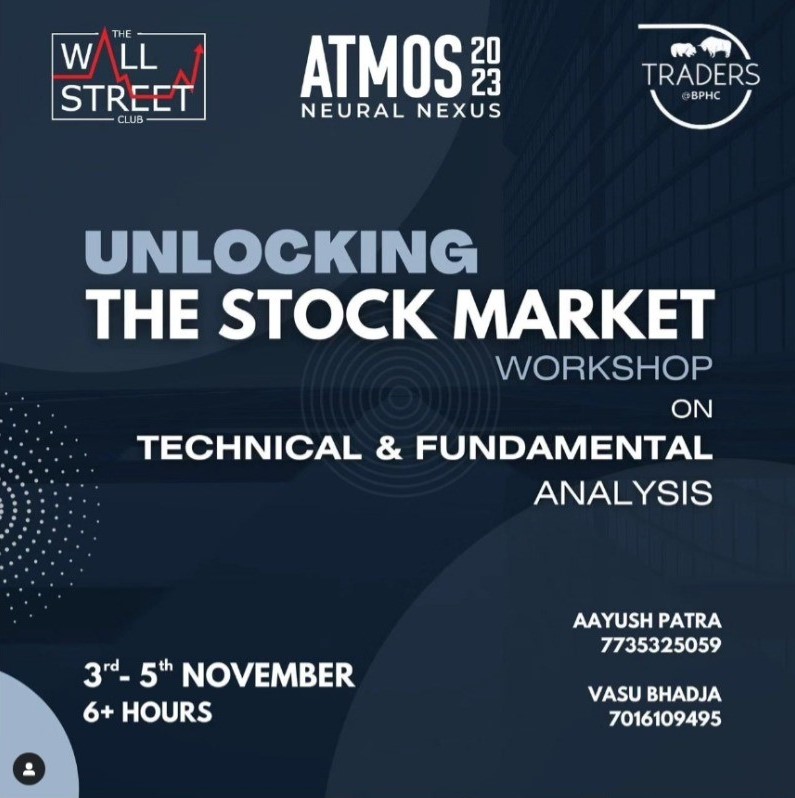 THE
WALL
STREET
CLUB
ATMOS 20
23
NEURAL NEXUS
TRADERS
@BPHC
UNLOCKING
THE STOCK MARKET
WORKSHOP
ON
TECHNICAL & FUNDAMENTAL
ANALYSIS
AAYUSH PATRA
7735325059
3rd- 5th NOVEMBER
6+ HOURS
VASU BHADJA
7016109495